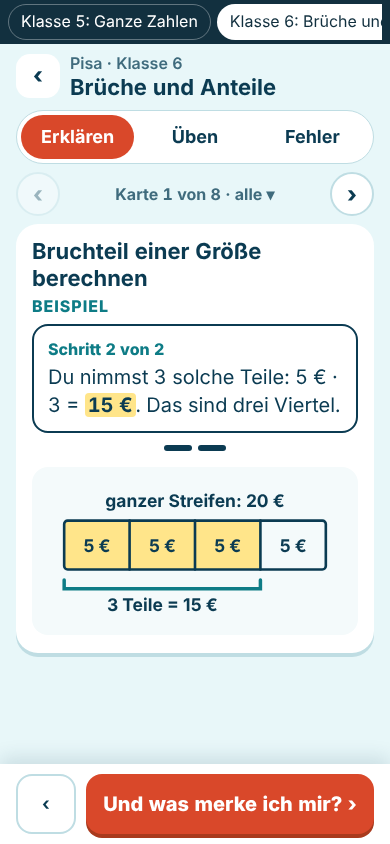 Klasse 5: Ganze Zahlen
Klasse 6: Brüche un
‹
Pisa · Klasse 6
Brüche und Anteile
Erklären
Üben
Fehler
‹
Karte 1 von 8 · alle ▾
›
Bruchteil einer Größe
berechnen
BEISPIEL
Schritt 2 von 2
Du nimmst 3 solche Teile: 5 € ·
3 = 15 €. Das sind drei Viertel.
ganzer Streifen: 20 €
5 € 5 € 5 € 5 €
3 Teile = 15 €
‹
Und was merke ich mir? ›